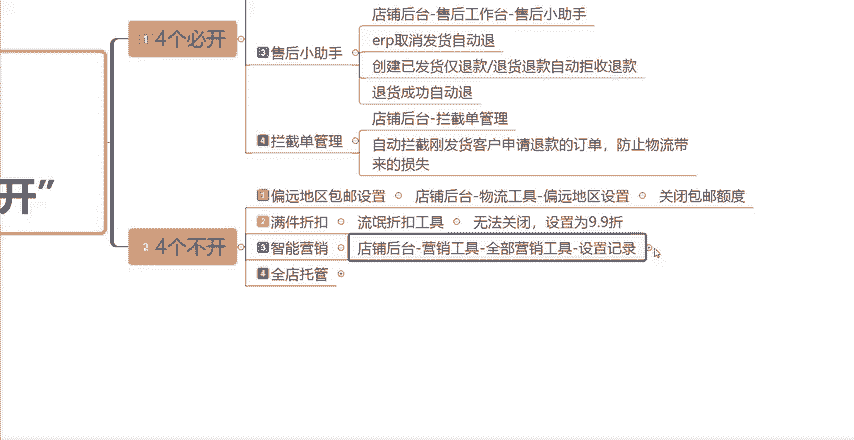 店铺后台-售后工作台-售后小助手
1 4个必开
erp取消发货自动退
3 售后小助手
创建已发货仅退款/退货退款自动拒收退款
退货成功自动退
店铺后台-拦截单管理
4 拦截单管理
自动拦截刚发货客户申请退款的订单，防止物流带
来的损失
开”
1 偏远地区包邮设置 店铺后台-物流工具-偏远地区设置 关闭包邮额度
2 满件折扣 流氓折扣工具 无法关闭，设置为9.9折
2 4个不开
3 智能营销 店铺后台-营销工具-全部营销工具-设置记录
4 全店托管